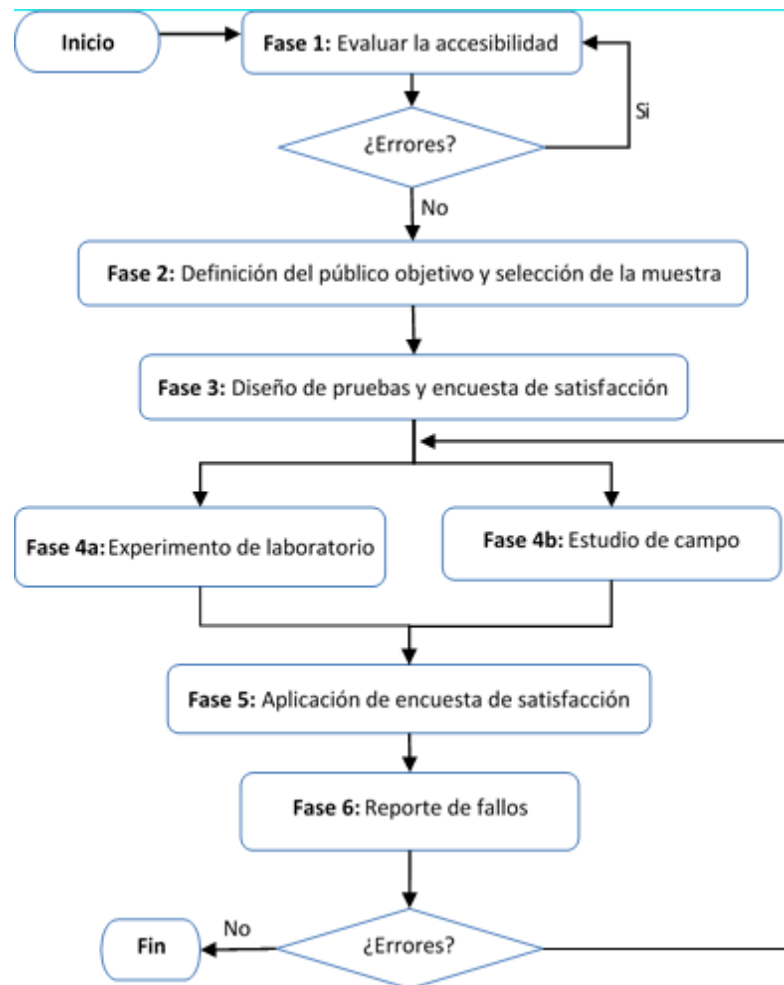 Inicio
Fase 1: Evaluar la accesibilidad
Si
¿Errores?
No
Fase 2: Definición del público objetivo y selección de la muestra
Fase 3: Diseño de pruebas y encuesta de satisfacción
Fase 4a: Experimento de laboratorio
Fase 4b: Estudio de campo
Fase 5: Aplicación de encuesta de satisfacción
Fase 6: Reporte de fallos
No
Fin
¿Errores?